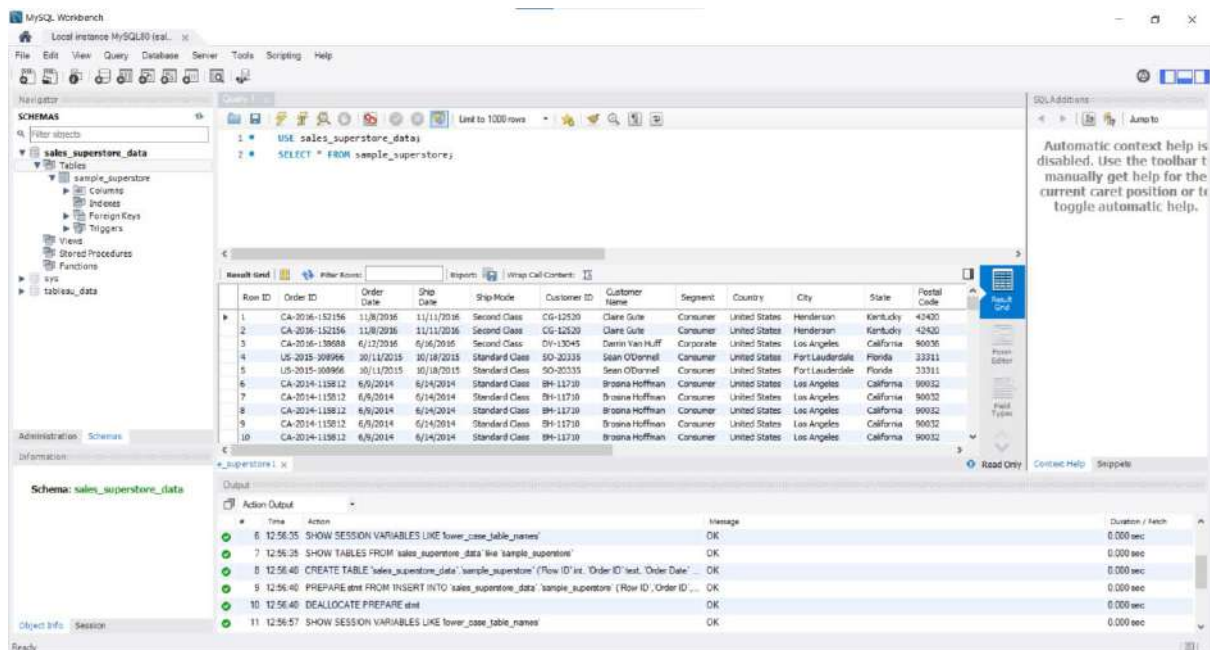 MySQL Workbench
Local instance MySQL80 (sal...
File Edit View Query Database Server Tools Scripting Help
Navigator
SCHEMAS
Filter objects
sales_superstore_data
Tables
sample_superstore
Columns
Indexes
Foreign Keys
Triggers
Views
Stored Procedures
Functions
sys
tableau_data
Administration Schemas
Information
Schema: sales_superstore_data
Object Info Session
Ready
Query 1
Limit to 1000 rows
1 USE sales_superstore_data;
2 SELECT * FROM sample_superstore;
Result Grid Filter Rows: Export: Wrap Cell Content:
Row ID Order ID Order Date Ship Date Ship Mode Customer ID Customer Name Segment Country City State Postal Code
1 CA-2016-152156 11/8/2016 11/11/2016 Second Class CG-12520 Claire Gute Consumer United States Henderson Kentucky 42420
2 CA-2016-152156 11/8/2016 11/11/2016 Second Class CG-12520 Claire Gute Consumer United States Henderson Kentucky 42420
3 CA-2016-138688 6/12/2016 6/16/2016 Second Class DV-13045 Darrin Van Huff Corporate United States Los Angeles California 90036
4 US-2015-108966 10/11/2015 10/18/2015 Standard Class SO-20335 Sean O'Donnell Consumer United States Fort Lauderdale Florida 33311
5 US-2015-108966 10/11/2015 10/18/2015 Standard Class SO-20335 Sean O'Donnell Consumer United States Fort Lauderdale Florida 33311
6 CA-2014-115812 6/9/2014 6/14/2014 Standard Class BH-11710 Brosina Hoffman Consumer United States Los Angeles California 90032
7 CA-2014-115812 6/9/2014 6/14/2014 Standard Class BH-11710 Brosina Hoffman Consumer United States Los Angeles California 90032
8 CA-2014-115812 6/9/2014 6/14/2014 Standard Class BH-11710 Brosina Hoffman Consumer United States Los Angeles California 90032
9 CA-2014-115812 6/9/2014 6/14/2014 Standard Class BH-11710 Brosina Hoffman Consumer United States Los Angeles California 90032
10 CA-2014-115812 6/9/2014 6/14/2014 Standard Class BH-11710 Brosina Hoffman Consumer United States Los Angeles California 90032
Result Grid
Form Editor
Field Types
e_superstore1
Read Only
Output
Action Output
# Time Action Message Duration / Fetch
6 12:56:35 SHOW SESSION VARIABLES LIKE 'lower_case_table_names' OK 0.000 sec
7 12:56:35 SHOW TABLES FROM `sales_superstore_data` like 'sample_superstore' OK 0.000 sec
8 12:56:40 CREATE TABLE `sales_superstore_data`.`sample_superstore` (`Row ID` int, `Order ID` text, `Order Date` ... OK 0.000 sec
9 12:56:40 PREPARE stmt FROM 'INSERT INTO `sales_superstore_data`.`sample_superstore` (`Row ID`,`Order ID`,... OK 0.000 sec
10 12:56:40 DEALLOCATE PREPARE stmt OK 0.000 sec
11 12:56:57 SHOW SESSION VARIABLES LIKE 'lower_case_table_names' OK 0.000 sec
SQLAdditions
Jump to
Automatic context help is
disabled. Use the toolbar t
manually get help for the
current caret position or to
toggle automatic help.
Context Help Snippets